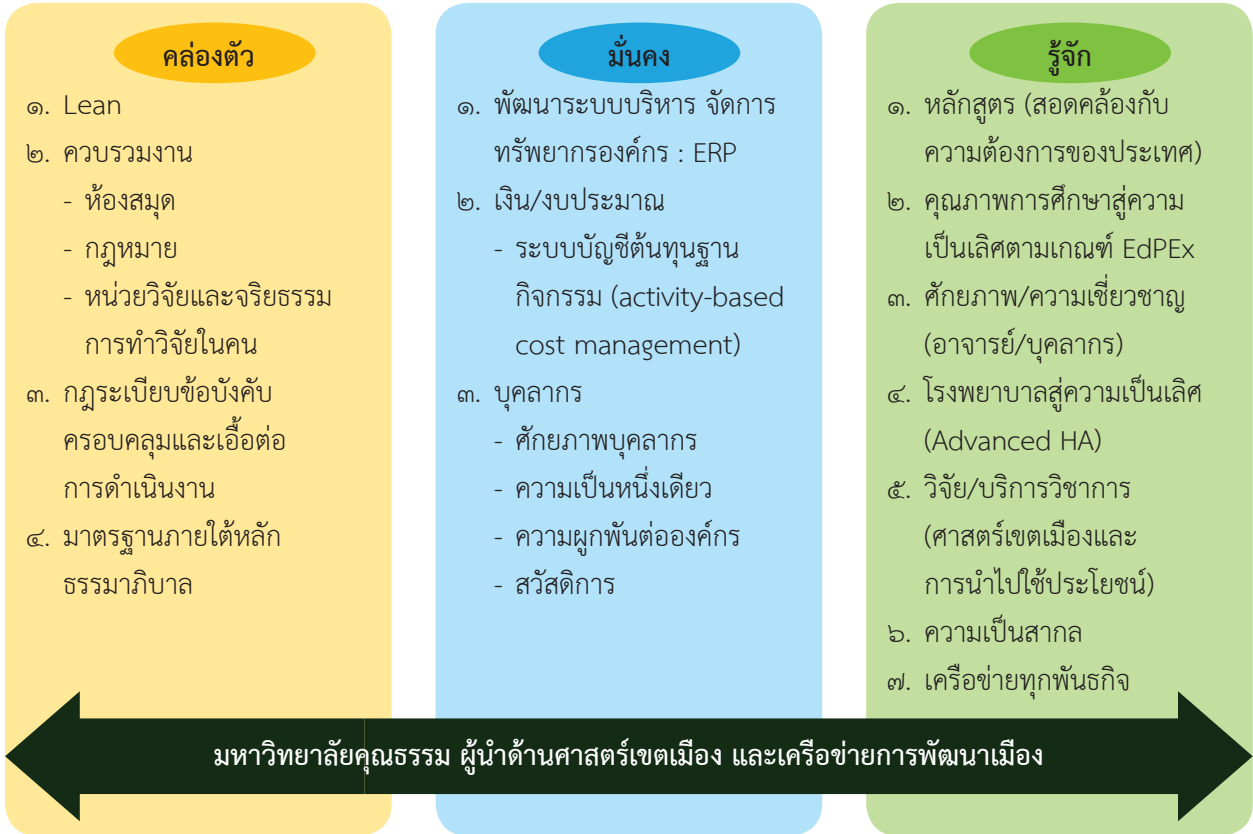 คล่องตัว
๑. Lean
๒. ควบรวมงาน
- ห้องสมุด
- กฎหมาย
- หน่วยวิจัยและจริยธรรม
การทำวิจัยในคน
๓. กฎระเบียบข้อบังคับ
ครอบคลุมและเอื้อต่อ
การดำเนินงาน
๔. มาตรฐานภายใต้หลัก
ธรรมาภิบาล
มั่นคง
๑. พัฒนาระบบบริหาร จัดการ
ทรัพยากรองค์กร : ERP
๒. เงิน/งบประมาณ
- ระบบบัญชีต้นทุนฐาน
กิจกรรม (activity-based
cost management)
๓. บุคลากร
- ศักยภาพบุคลากร
- ความเป็นหนึ่งเดียว
- ความผูกพันต่อองค์กร
- สวัสดิการ
รู้จัก
๑. หลักสูตร (สอดคล้องกับ
ความต้องการของประเทศ)
๒. คุณภาพการศึกษาสู่ความ
เป็นเลิศตามเกณฑ์ EdPEx
๓. ศักยภาพ/ความเชี่ยวชาญ
(อาจารย์/บุคลากร)
๔. โรงพยาบาลสู่ความเป็นเลิศ
(Advanced HA)
๕. วิจัย/บริการวิชาการ
(ศาสตร์เขตเมืองและ
การนำไปใช้ประโยชน์)
๖. ความเป็นสากล
๗. เครือข่ายทุกพันธกิจ
มหาวิทยาลัยคุณธรรม ผู้นำด้านศาสตร์เขตเมือง และเครือข่ายการพัฒนาเมือง